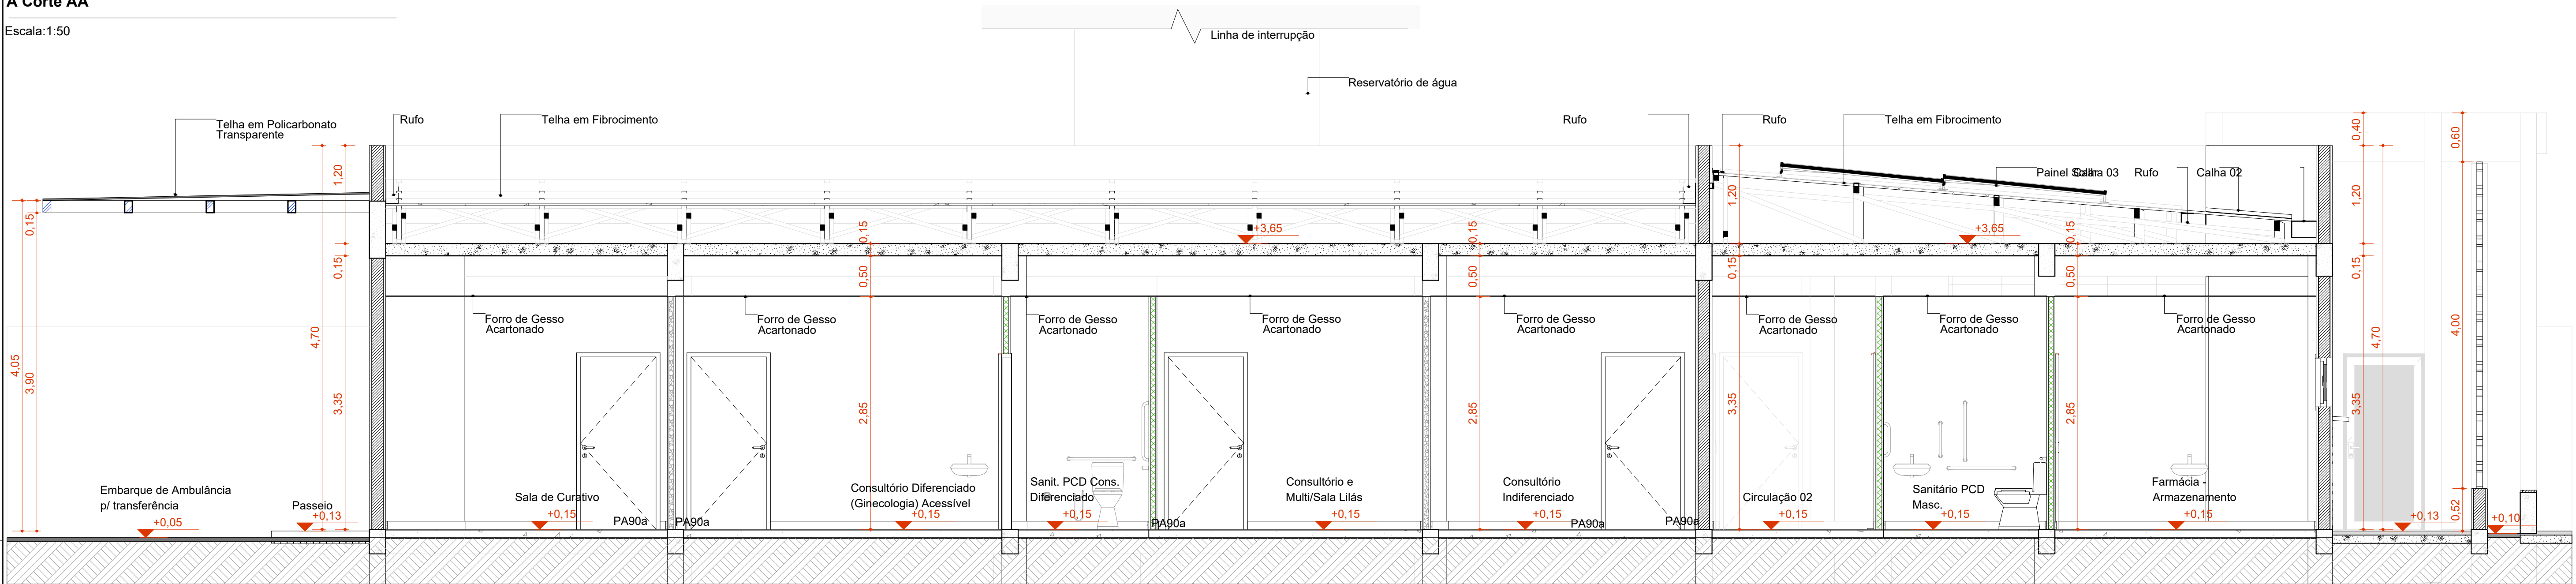 A Corte AA
Escala:1:50
Linha de interrupção
Reservatório de água
Telha em Policarbonato
Transparente
Rufo
Telha em Fibrocimento
Rufo
Rufo
Telha em Fibrocimento
Painel Solar
Calha 03
Rufo
Calha 02
0,40
0,60
1,20
1,20
1,20
0,15
0,15
0,15
0,15
0,15
+3,65
+3,65
0,15
0,15
0,15
0,50
0,50
0,50
Forro de Gesso
Acartonado
Forro de Gesso
Acartonado
Forro de Gesso
Acartonado
Forro de Gesso
Acartonado
Forro de Gesso
Acartonado
Forro de Gesso
Acartonado
Forro de Gesso
Acartonado
Forro de Gesso
Acartonado
4,05
3,90
4,70
3,35
2,85
2,85
3,35
2,85
3,35
4,70
4,00
0,52
Embarque de Ambulância
p/ transferência
+0,05
Passeio
+0,13
Sala de Curativo
+0,15
PA90a
PA90a
Consultório Diferenciado
(Ginecologia) Acessível
+0,15
Sanit. PCD Cons.
Diferenciado
+0,15
PA90a
Consultório e
Multi/Sala Lilás
+0,15
Consultório
Indiferenciado
+0,15
PA90a
PA90a
Circulação 02
+0,15
Sanitário PCD
Masc.
+0,15
Farmácia -
Armazenamento
+0,15
+0,13
+0,10